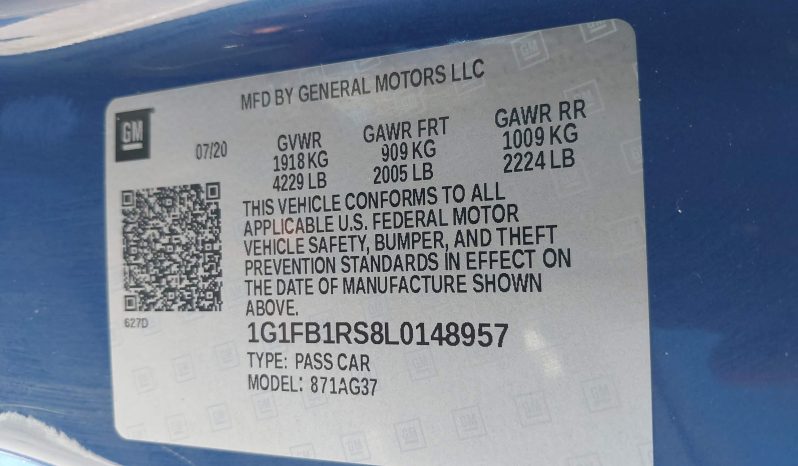 MFD BY GENERAL MOTORS LLC
GM
07/20
GVWR
1918 KG
4229 LB
GAWR FRT
909 KG
2005 LB
GAWR RR
1009 KG
2224 LB
THIS VEHICLE CONFORMS TO ALL
APPLICABLE U.S. FEDERAL MOTOR
VEHICLE SAFETY, BUMPER, AND THEFT
PREVENTION STANDARDS IN EFFECT ON
THE DATE OF MANUFACTURE SHOWN
ABOVE.
627D
1G1FB1RS8L0148957
TYPE: PASS CAR
MODEL: 871AG37